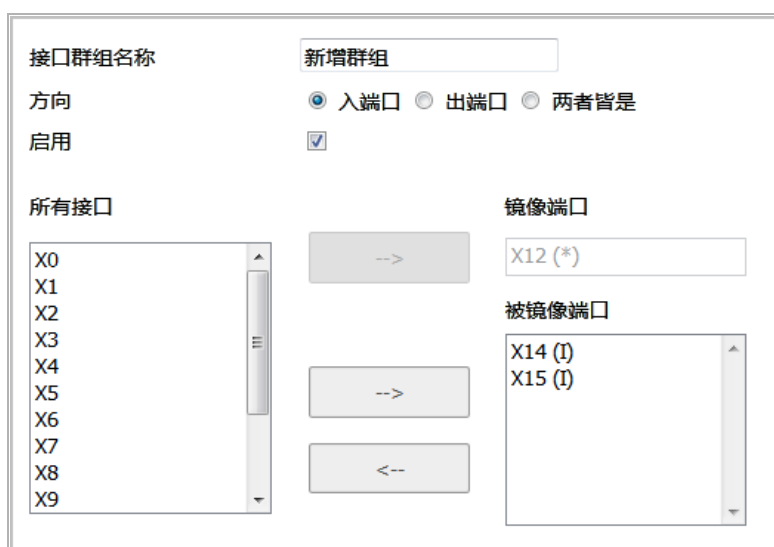 接口群组名称 新增群组
方向 入端口 出端口 两者皆是
启用
所有接口 镜像端口
--> X12 (*)
X0
X1
X2
X3
X4
X5
X6
X7
X8
X9
被镜像端口
X14 (I)
X15 (I)
-->
<--